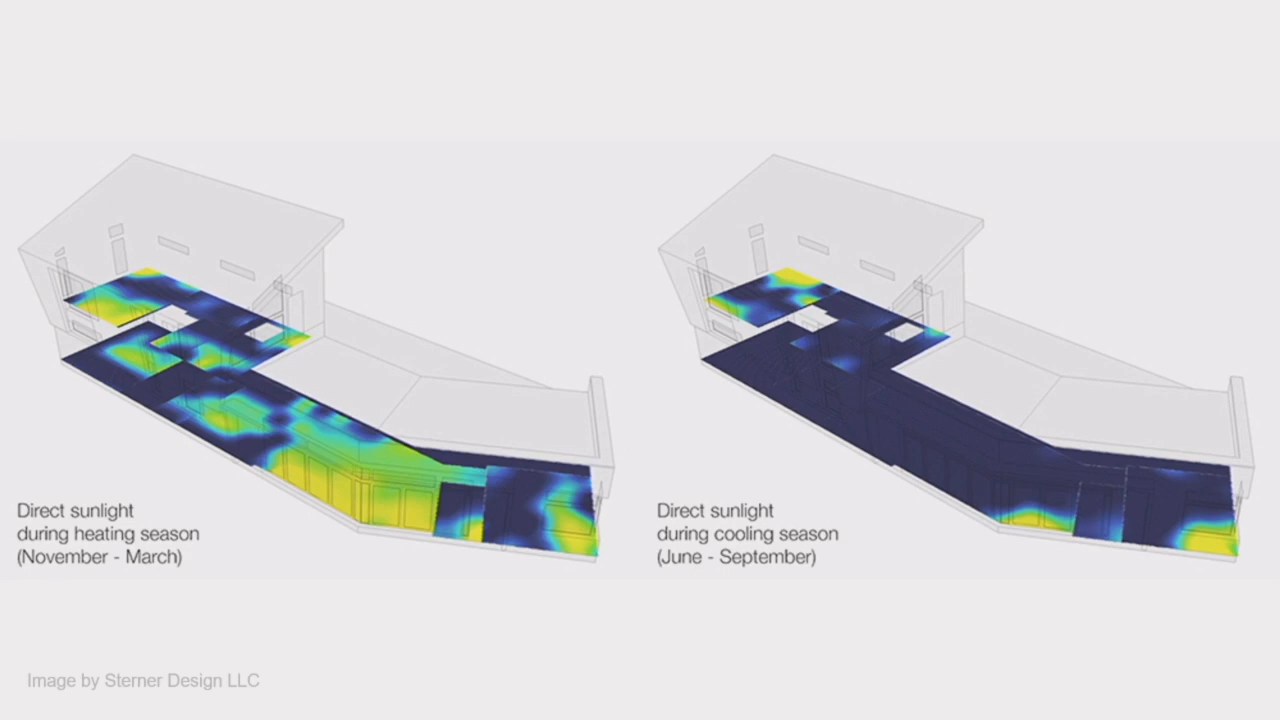 Direct sunlight
during heating season
(November - March)
Direct sunlight
during cooling season
(June - September)
Image by Sterner Design LLC